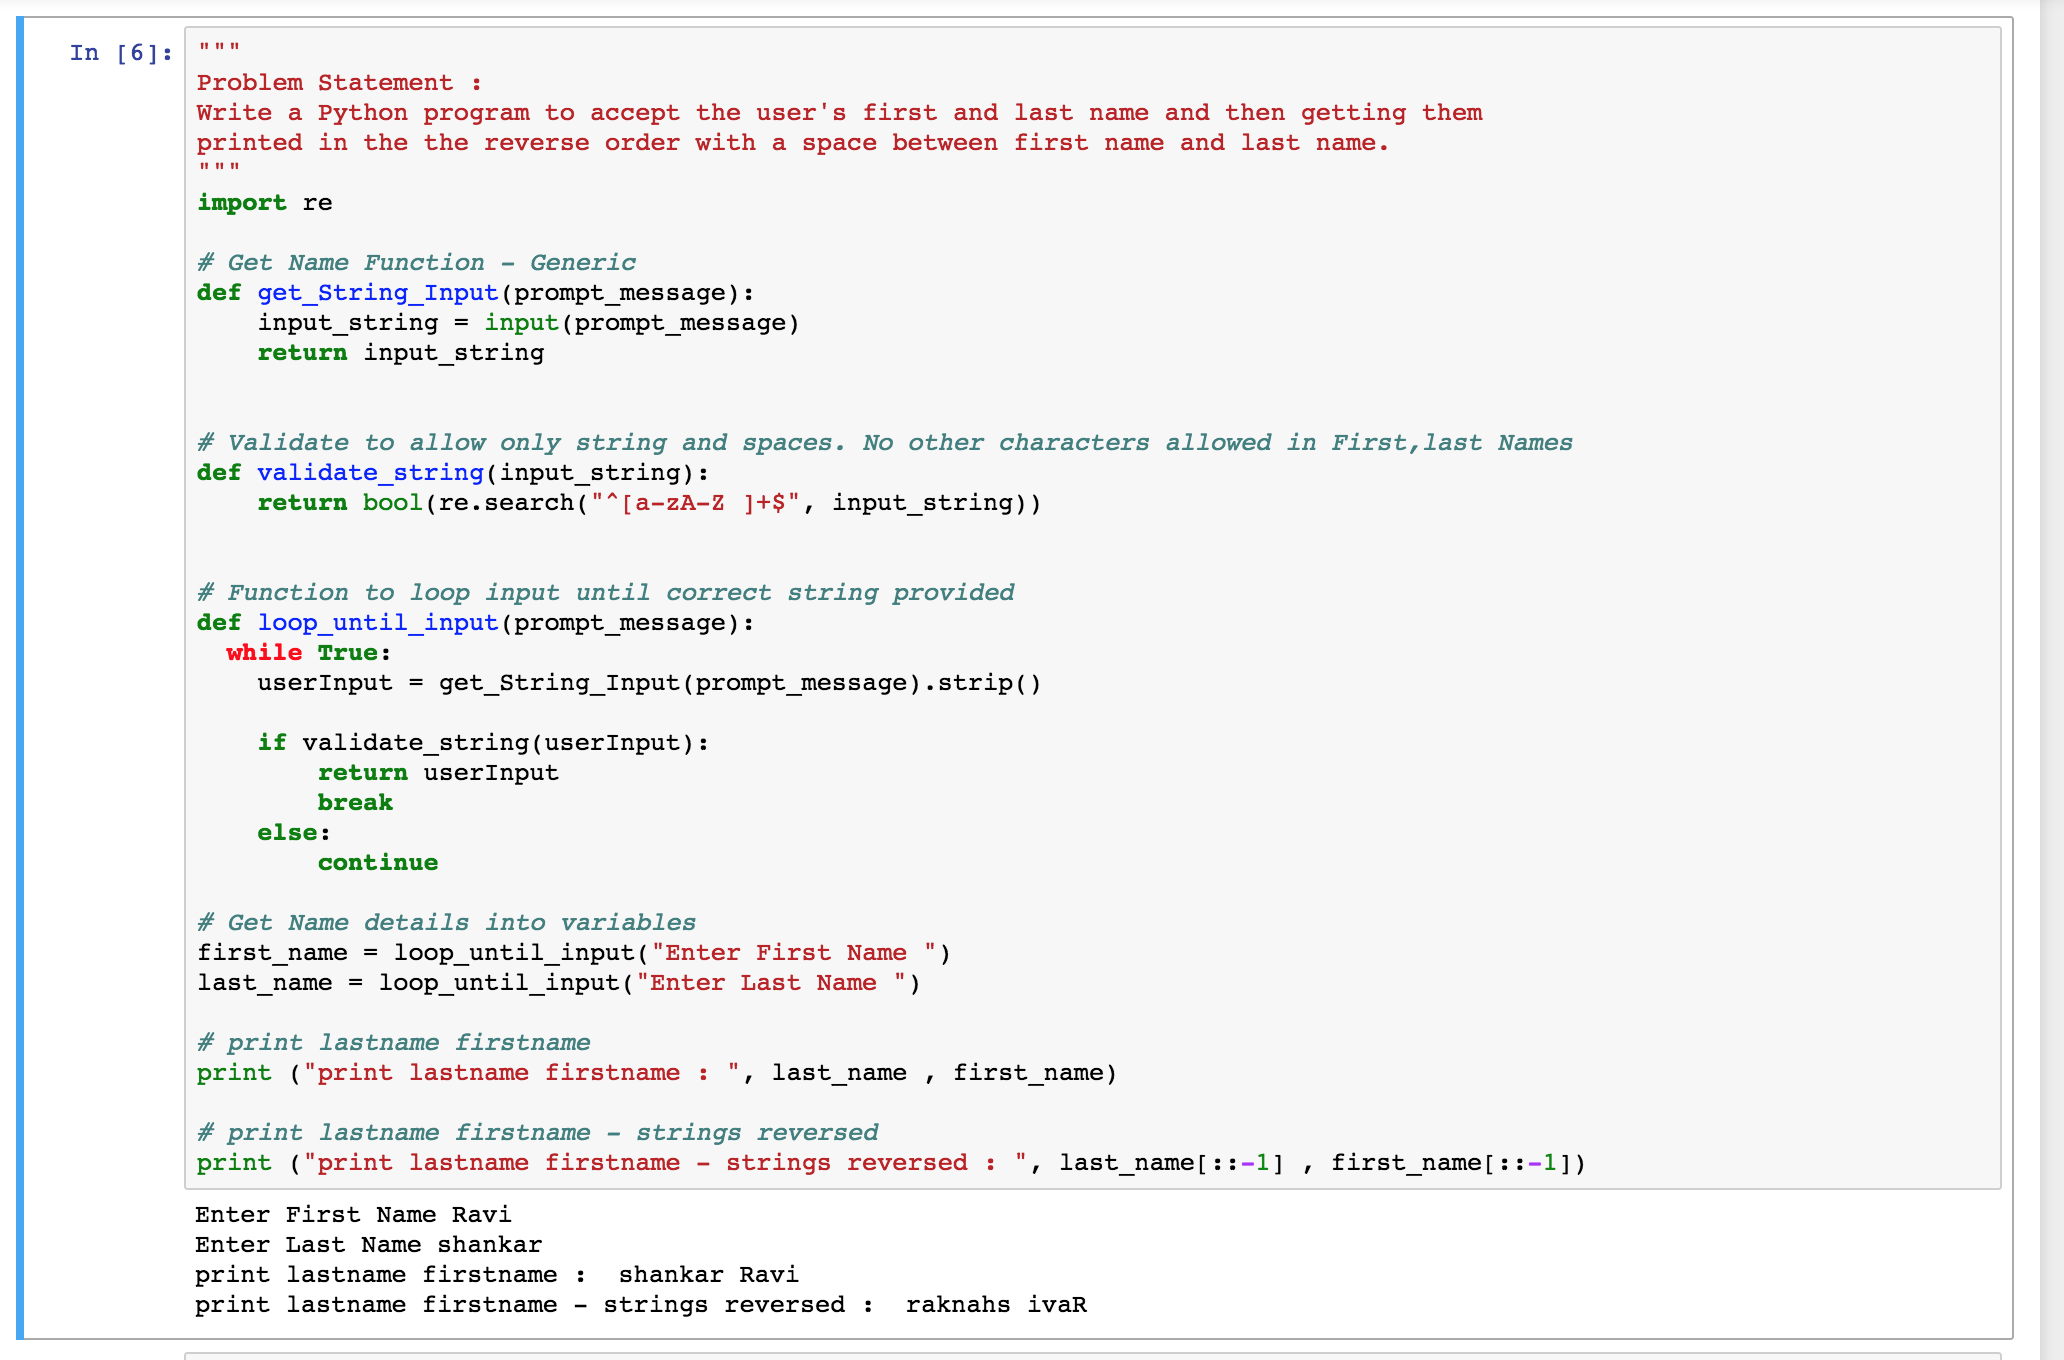 In [6]:
"""
Problem Statement :
Write a Python program to accept the user's first and last name and then getting them
printed in the the reverse order with a space between first name and last name.
"""
import re

# Get Name Function - Generic
def get_String_Input(prompt_message):
    input_string = input(prompt_message)
    return input_string


# Validate to allow only string and spaces. No other characters allowed in First,last Names
def validate_string(input_string):
    return bool(re.search("^[a-zA-Z ]+$", input_string))


# Function to loop input until correct string provided
def loop_until_input(prompt_message):
  while True:
    userInput = get_String_Input(prompt_message).strip()

    if validate_string(userInput):
        return userInput
        break
    else:
        continue

# Get Name details into variables
first_name = loop_until_input("Enter First Name ")
last_name = loop_until_input("Enter Last Name ")

# print lastname firstname
print ("print lastname firstname : ", last_name , first_name)

# print lastname firstname - strings reversed
print ("print lastname firstname - strings reversed : ", last_name[::-1] , first_name[::-1])
Enter First Name Ravi
Enter Last Name shankar
print lastname firstname :  shankar Ravi
print lastname firstname - strings reversed :  raknahs ivaR